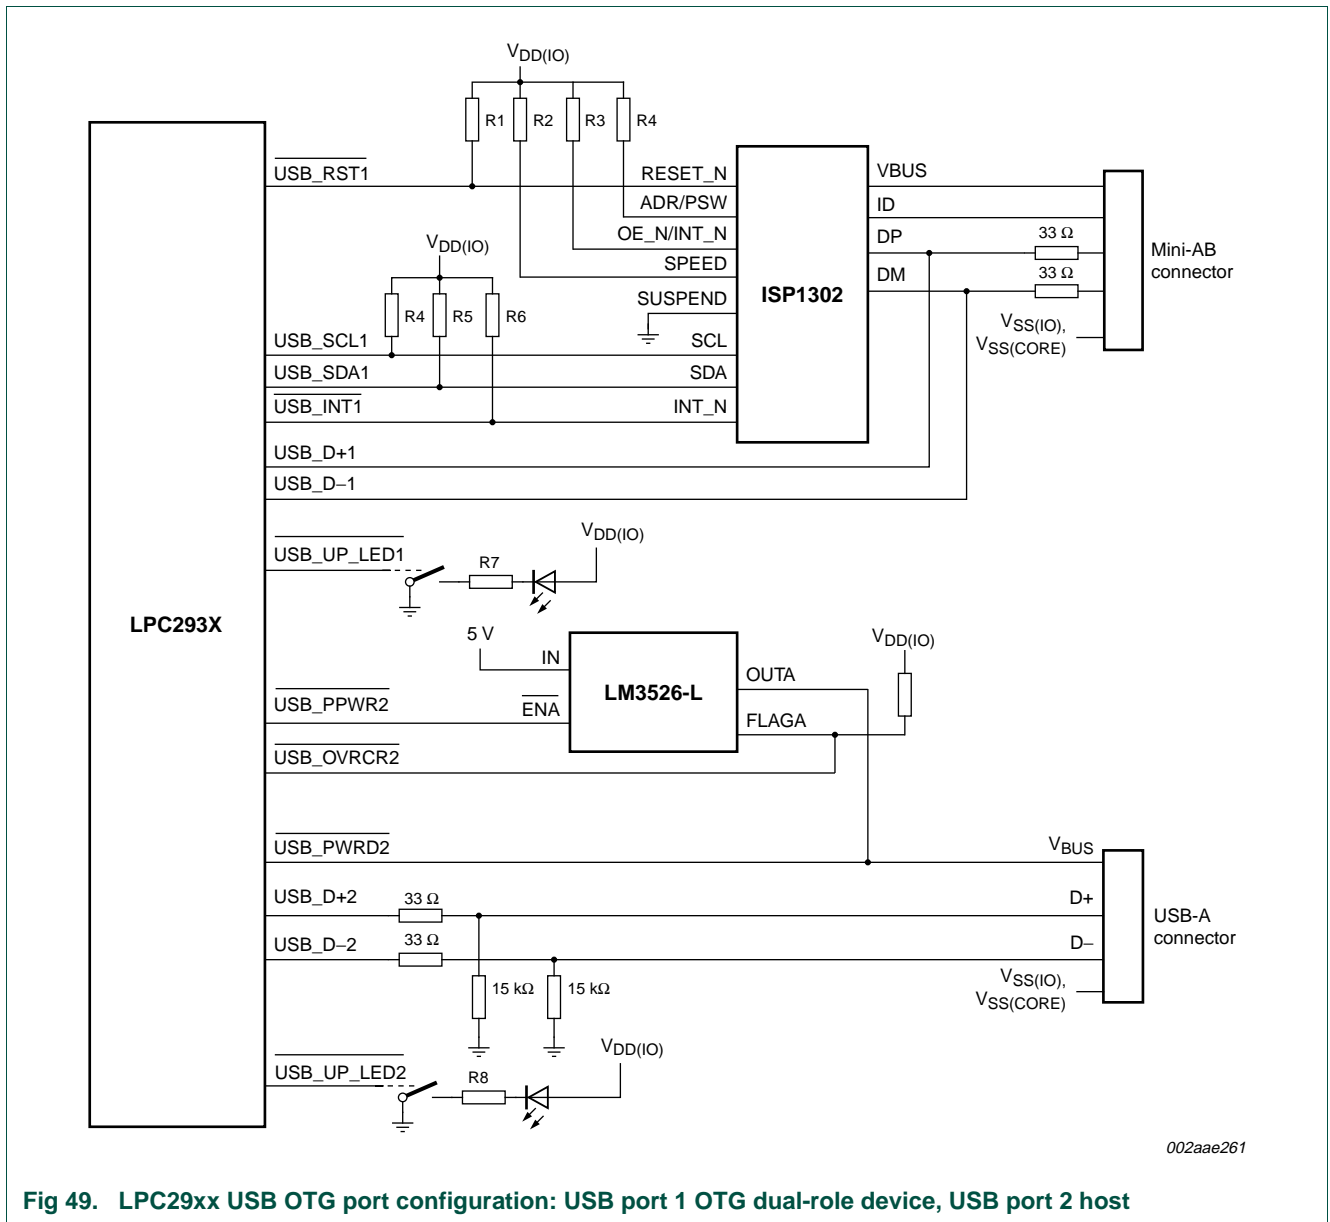 VDD(IO)
R1
R2
R3
R4
USB_RST1
RESET_N
VBUS
ADR/PSW
ID
OE_N/INT_N
DP
33 Ω
VDD(IO)
SPEED
Mini-AB
connector
DM
33 Ω
SUSPEND
ISP1302
R4
R5
R6
VSS(IO),
VSS(CORE)
USB_SCL1
SCL
USB_SDA1
SDA
USB_INT1
INT_N
USB_D+1
USB_D−1
VDD(IO)
USB_UP_LED1
R7
LPC293X
5 V
IN
VDD(IO)
LM3526-L
OUTA
USB_PPWR2
ENA
FLAGA
USB_OVRCR2
USB_PWRD2
VBUS
USB_D+2
33 Ω
D+
USB-A
connector
USB_D−2
33 Ω
D−
15 kΩ
15 kΩ
VSS(IO),
VSS(CORE)
VDD(IO)
USB_UP_LED2
R8
002aae261
Fig 49. LPC29xx USB OTG port configuration: USB port 1 OTG dual-role device, USB port 2 host